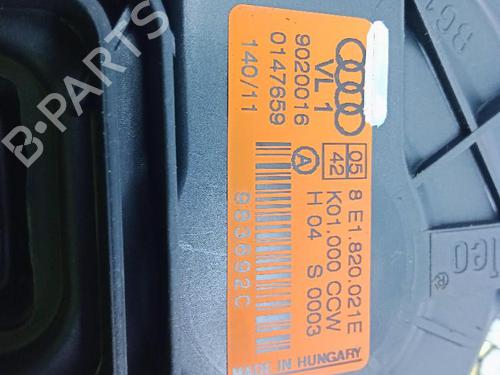 VL 1
9020016
0147659
140/11
05
42
A
8 E1.820.021E
K01.000 CCW
H 04 S 0003
983692C
MADE IN HUNGARY
B-PARTS